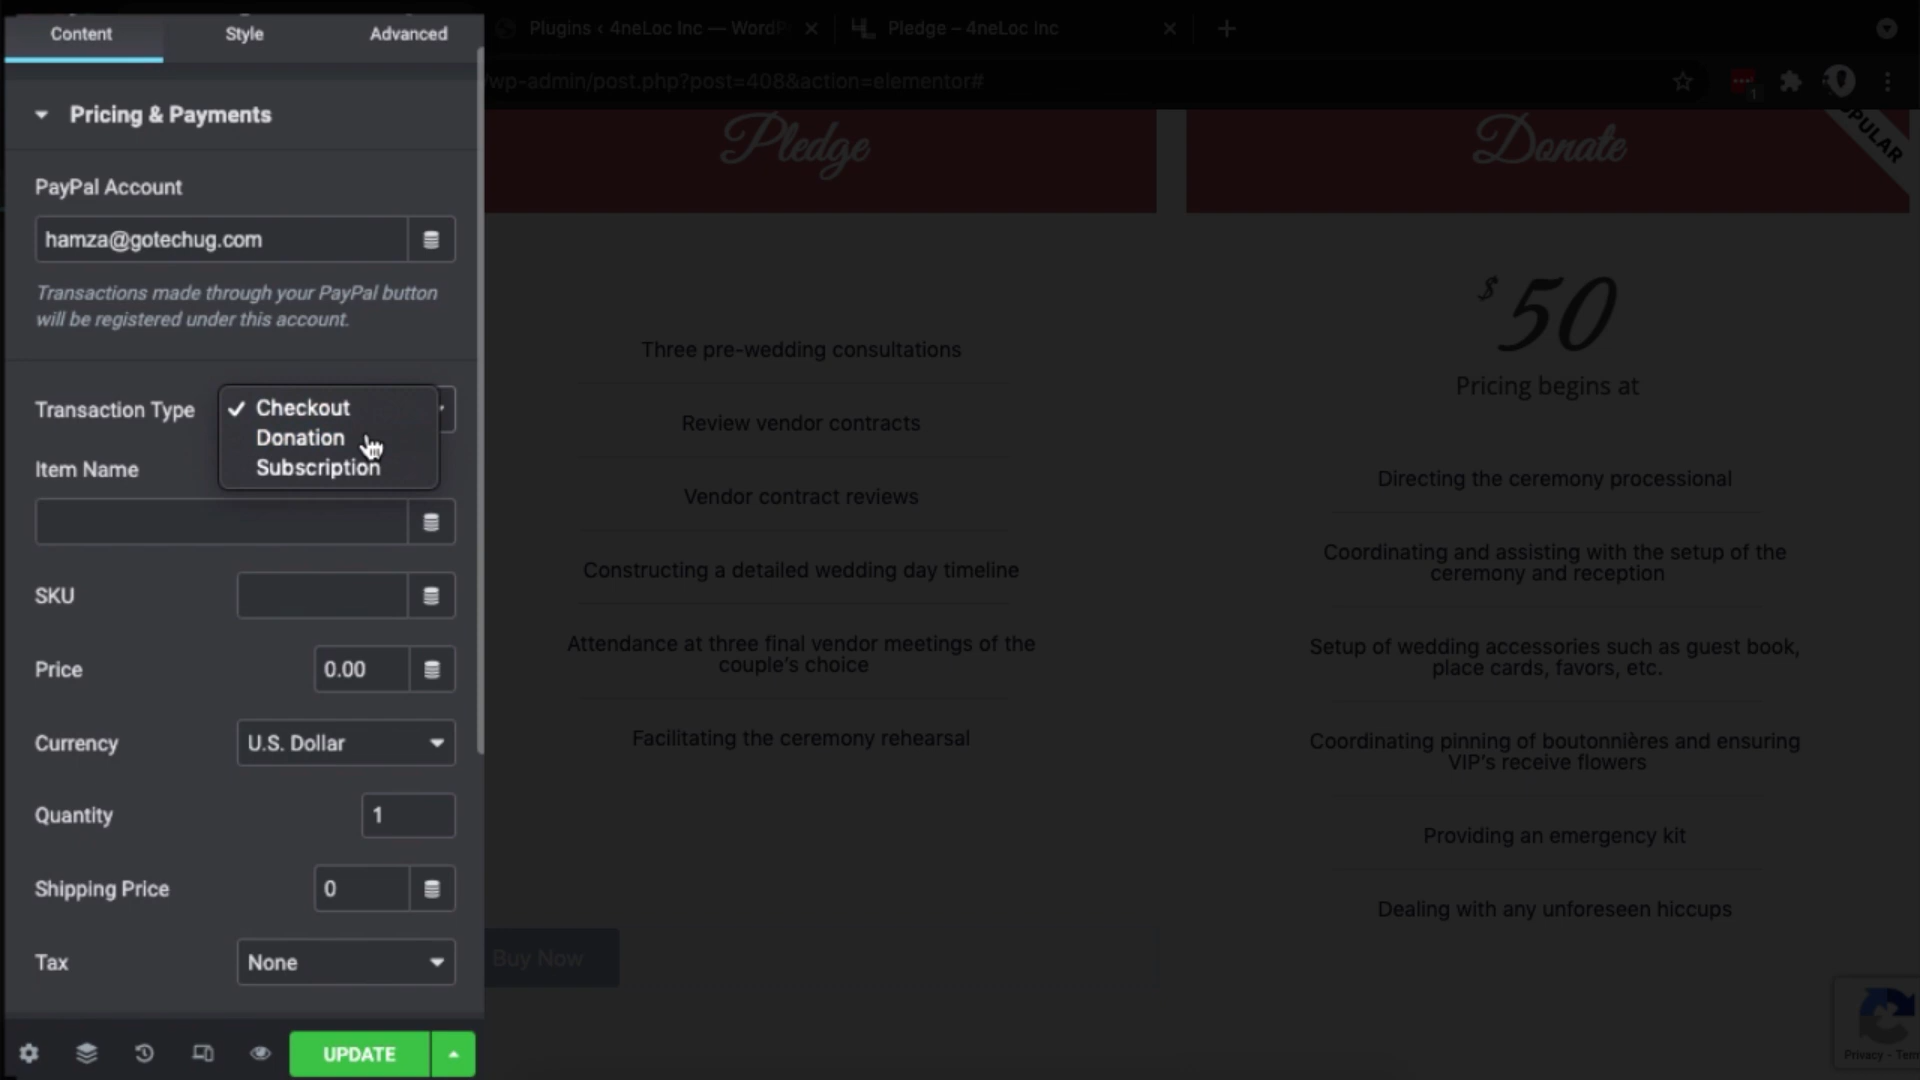 Content
Style
Advanced
Plugins < 4neLoc Inc — WordP
Pledge – 4neLoc Inc
/wp-admin/post.php?post=408&action=elementor#
1
Pricing & Payments
PayPal Account
hamza@gotechug.com
Transactions made through your PayPal button
will be registered under this account.
Transaction Type
Checkout
Donation
Subscription
Item Name
SKU
Price
0.00
Currency
U.S. Dollar
Quantity
1
Shipping Price
0
Tax
None
UPDATE
Pledge
Three pre-wedding consultations
Review vendor contracts
Vendor contract reviews
Constructing a detailed wedding day timeline
Attendance at three final vendor meetings of the
couple's choice
Facilitating the ceremony rehearsal
Buy Now
Donate
OPULAR
$50
Pricing begins at
Directing the ceremony processional
Coordinating and assisting with the setup of the
ceremony and reception
Setup of wedding accessories such as guest book,
place cards, favors, etc.
Coordinating pinning of boutonnières and ensuring
VIP's receive flowers
Providing an emergency kit
Dealing with any unforeseen hiccups
Privacy - Term